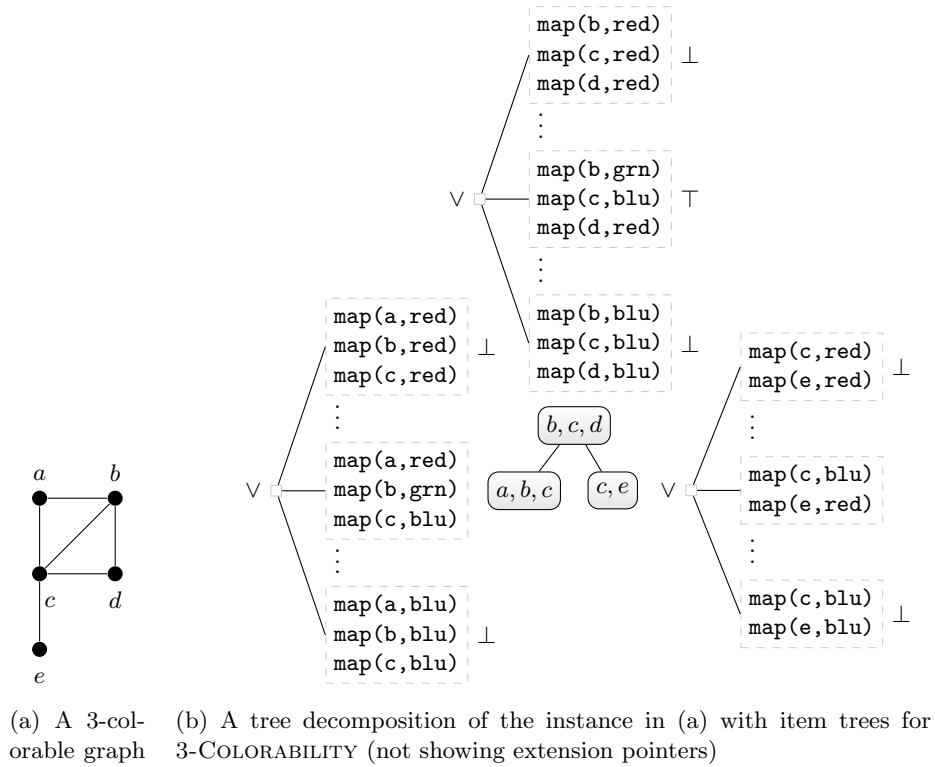 map(b,red)
map(c,red)
map(d,red)
⊥
⋮
map(b,grn)
map(c,blu)
map(d,red)
⊤
∨
⋮
map(b,blu)
map(c,blu)
map(d,blu)
⊥
map(a,red)
map(b,red)
map(c,red)
⊥
⋮
map(a,red)
map(b,grn)
map(c,blu)
∨
⋮
map(a,blu)
map(b,blu)
map(c,blu)
⊥
b, c, d
a, b, c
c, e
map(c,red)
map(e,red)
⊥
⋮
map(c,blu)
map(e,red)
∨
⋮
map(c,blu)
map(e,blu)
⊥
a
b
c
d
e
(a) A 3-col-
orable graph
(b) A tree decomposition of the instance in (a) with item trees for
3-COLORABILITY (not showing extension pointers)